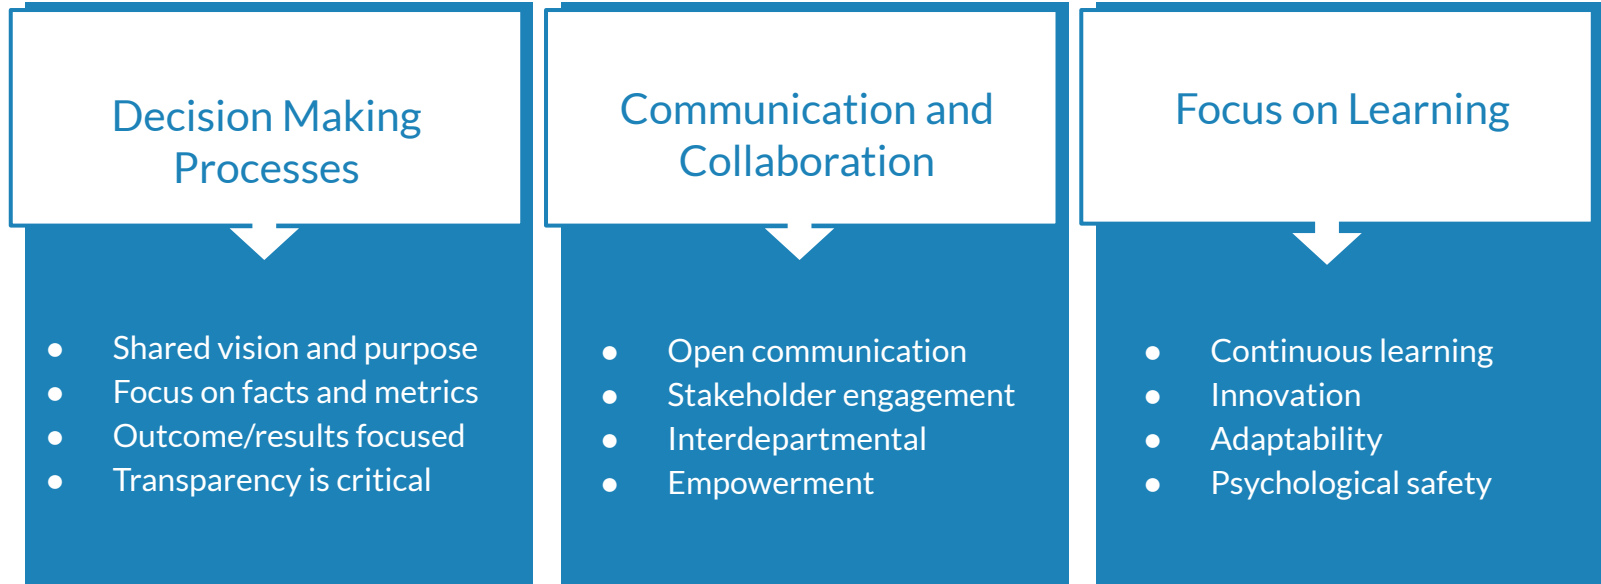 Decision Making
Processes
● Shared vision and purpose
● Focus on facts and metrics
● Outcome/results focused
● Transparency is critical
Communication and
Collaboration
● Open communication
● Stakeholder engagement
● Interdepartmental
● Empowerment
Focus on Learning
● Continuous learning
● Innovation
● Adaptability
● Psychological safety